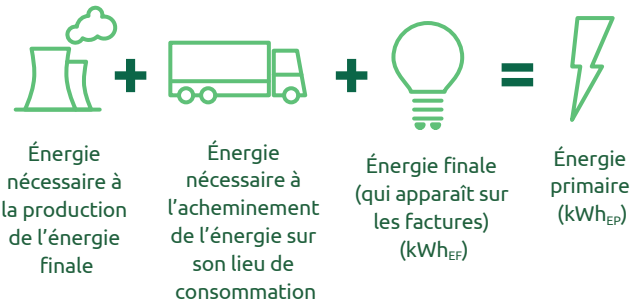 Énergie
nécessaire à
la production
de l'énergie
finale
Énergie
nécessaire à
l'acheminement
de l'énergie sur
son lieu de
consommation
Énergie finale
(qui apparaît sur
les factures)
(kWhEF)
Énergie
primaire
(kWhEP)